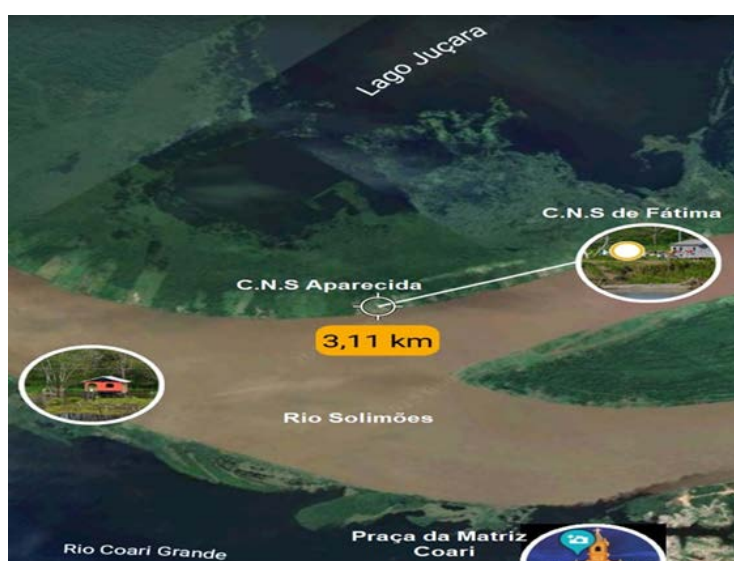 Lago Juçara
C.N.S de Fátima
C.N.S Aparecida
3,11 km
Rio Solimões
Praça da Matriz
Coari
Rio Coari Grande